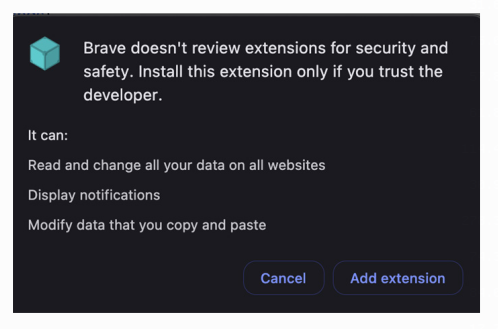 Brave doesn't review extensions for security and
safety. Install this extension only if you trust the
developer.
It can:
Read and change all your data on all websites
Display notifications
Modify data that you copy and paste
Cancel
Add extension